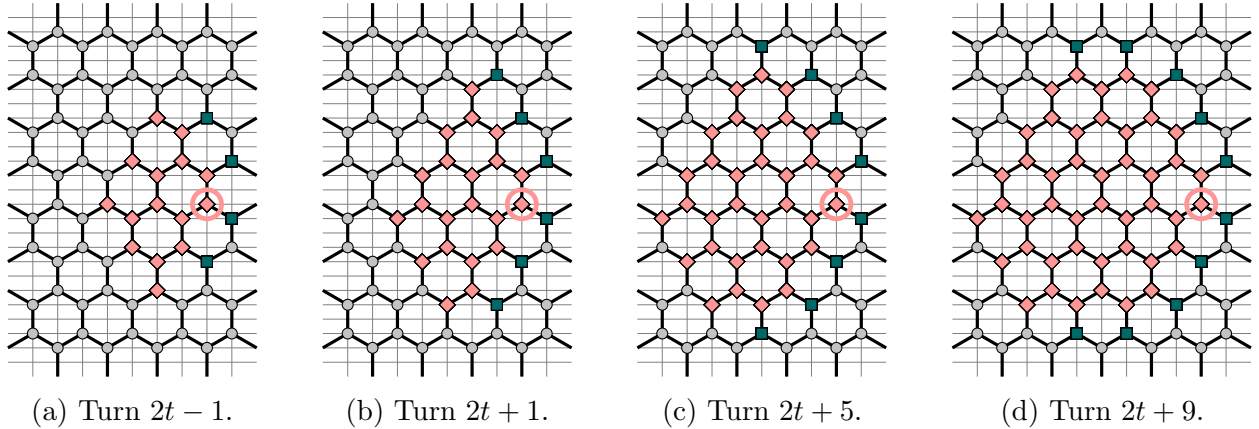 (a) Turn 2t − 1.
(b) Turn 2t + 1.
(c) Turn 2t + 5.
(d) Turn 2t + 9.